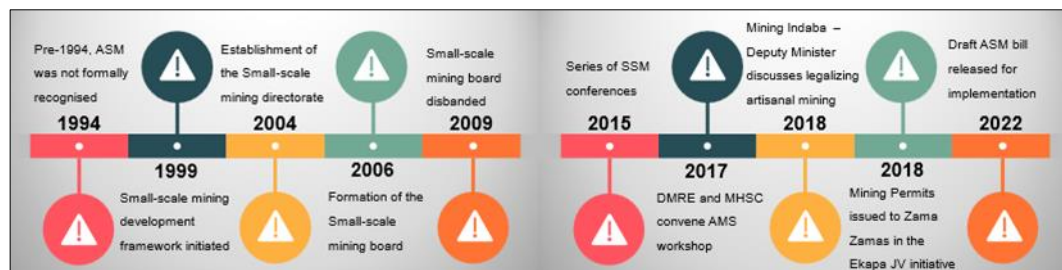 Pre-1994, ASM
was not formally
recognised
1994
1999
Small-scale mining
development
framework initiated
Establishment of
the Small-scale
mining directorate
2004
2006
Formation of the
Small-scale
mining board
Small-scale
mining board
disbanded
2009
Series of SSM
conferences
2015
2017
DMRE and MHSC
convene AMS
workshop
Mining Indaba –
Deputy Minister
discusses legalizing
artisanal mining
2018
2018
Mining Permits
issued to Zama
Zamas in the
Ekapa JV initiative
Draft ASM bill
released for
implementation
2022